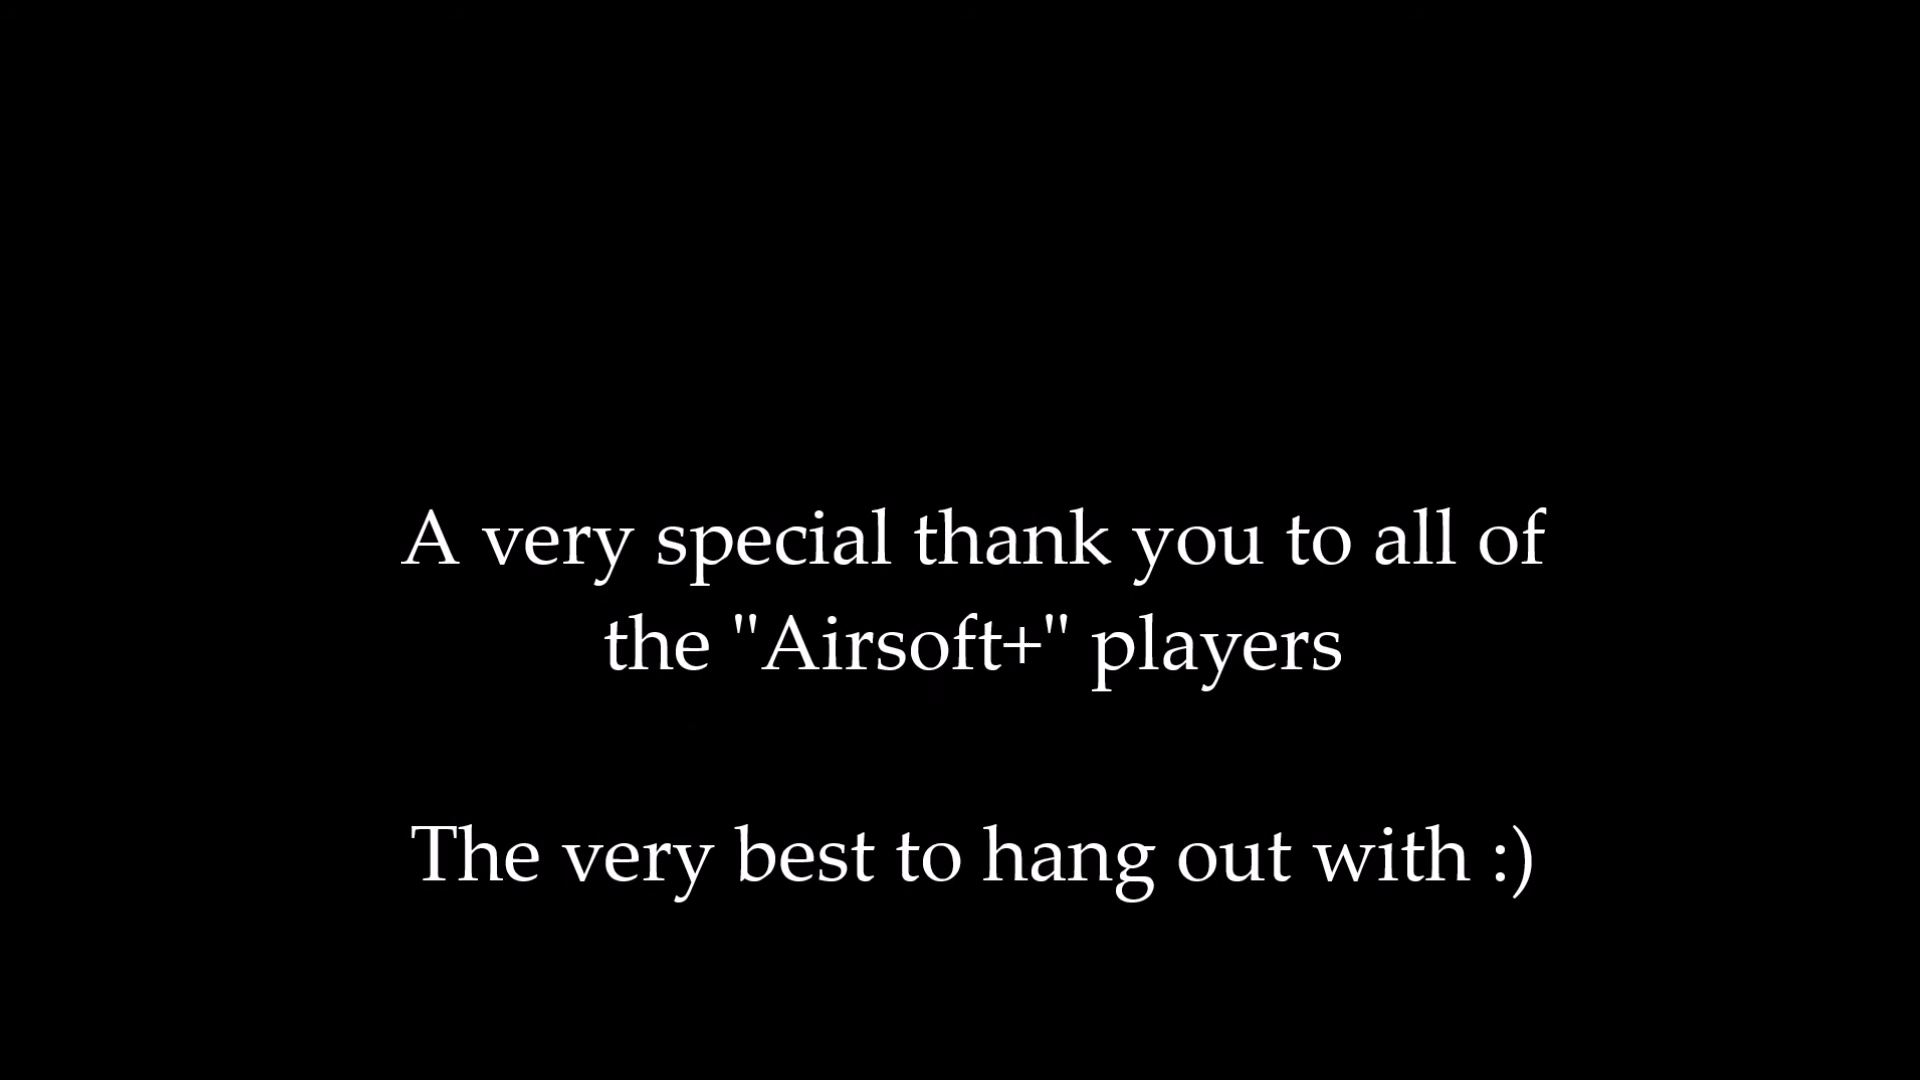 A very special thank you to all of
the "Airsoft+" players
The very best to hang out with :)